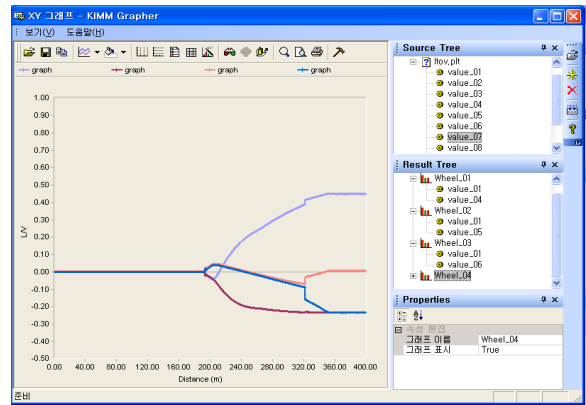 XY 그래프 - KIMM Grapher
보기(V) 도움말(H)
graph graph graph graph
1.00
0.90
0.80
0.70
0.60
0.50
0.40
0.30
0.20
0.10
0.00
-0.10
-0.20
-0.30
-0.40
-0.50
L/V
0.00 40.00 80.00 120.00 160.00 200.00 240.00 280.00 320.00 360.00 400.00
Distance (m)
Source Tree
ltov,plt
value_01
value_02
value_03
value_04
value_05
value_06
value_07
value_08
Result Tree
Wheel_01
value_01
value_04
Wheel_02
value_01
value_05
Wheel_03
value_01
value_06
Wheel_04
Properties
속성 편집
그래프 이름 Wheel_04
그래프 표시 True
준비